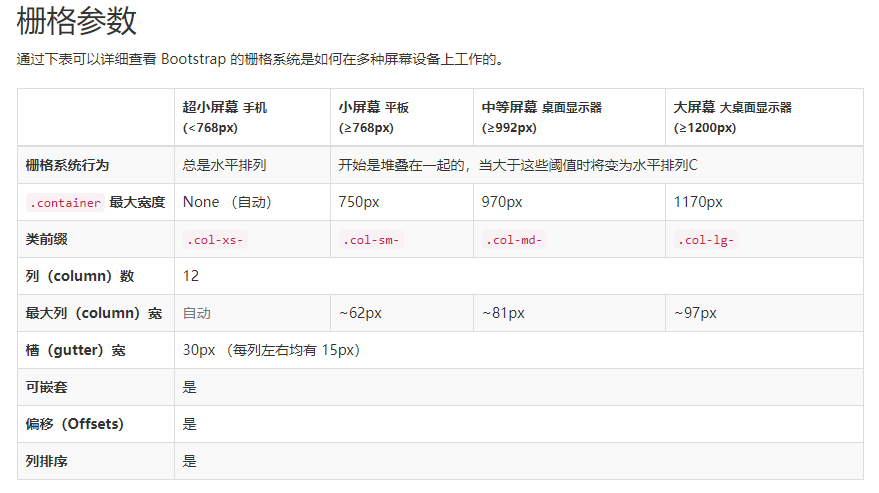 栅格参数
通过下表可以详细查看 Bootstrap 的栅格系统是如何在多种屏幕设备上工作的。
超小屏幕 手机 小屏幕 平板 中等屏幕 桌面显示器 大屏幕 大桌面显示器
(<768px) (≥768px) (≥992px) (≥1200px)
栅格系统行为 总是水平排列 开始是堆叠在一起的，当大于这些阈值时将变为水平排列C
.container 最大宽度 None （自动） 750px 970px 1170px
类前缀 .col-xs- .col-sm- .col-md- .col-lg-
列（column）数 12
最大列（column）宽 自动 ~62px ~81px ~97px
槽（gutter）宽 30px （每列左右均有 15px）
可嵌套 是
偏移（Offsets） 是
列排序 是